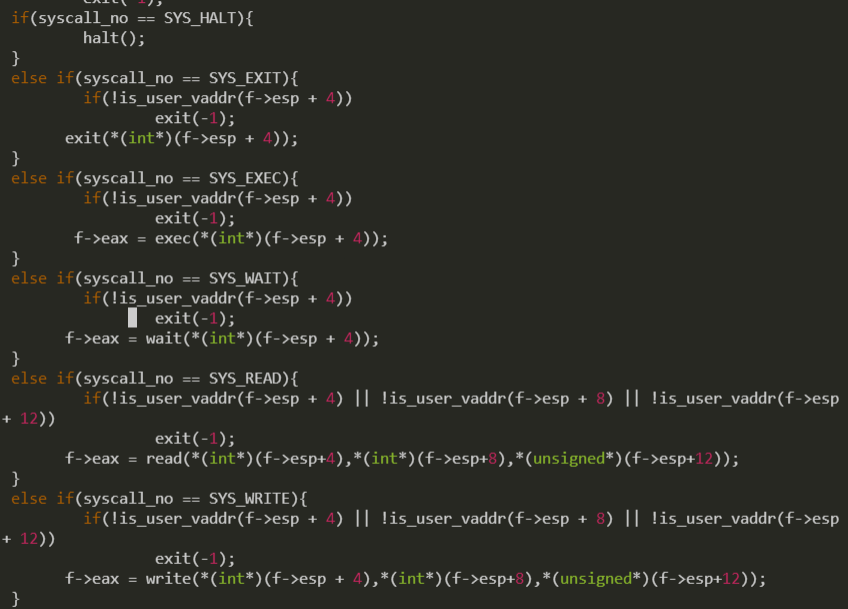 exit(-1);
if(syscall_no == SYS_HALT){
        halt();
}
else if(syscall_no == SYS_EXIT){
        if(!is_user_vaddr(f->esp + 4))
                exit(-1);
      exit(*(int*)(f->esp + 4));
}
else if(syscall_no == SYS_EXEC){
        if(!is_user_vaddr(f->esp + 4))
                exit(-1);
       f->eax = exec(*(int*)(f->esp + 4));
}
else if(syscall_no == SYS_WAIT){
        if(!is_user_vaddr(f->esp + 4))
                exit(-1);
      f->eax = wait(*(int*)(f->esp + 4));
}
else if(syscall_no == SYS_READ){
        if(!is_user_vaddr(f->esp + 4) || !is_user_vaddr(f->esp + 8) || !is_user_vaddr(f->esp
+ 12))
                exit(-1);
      f->eax = read(*(int*)(f->esp+4),*(int*)(f->esp+8),*(unsigned*)(f->esp+12));
}
else if(syscall_no == SYS_WRITE){
        if(!is_user_vaddr(f->esp + 4) || !is_user_vaddr(f->esp + 8) || !is_user_vaddr(f->esp
+ 12))
                exit(-1);
      f->eax = write(*(int*)(f->esp + 4),*(int*)(f->esp+8),*(unsigned*)(f->esp+12));
}